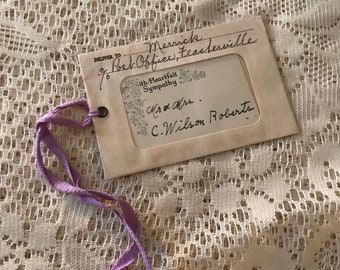 DELIVER TO Merrick
c/o Post Office, Feasterville
With Heartfelt
Sympathy
Mr & Mrs.
C. Wilson Roberts